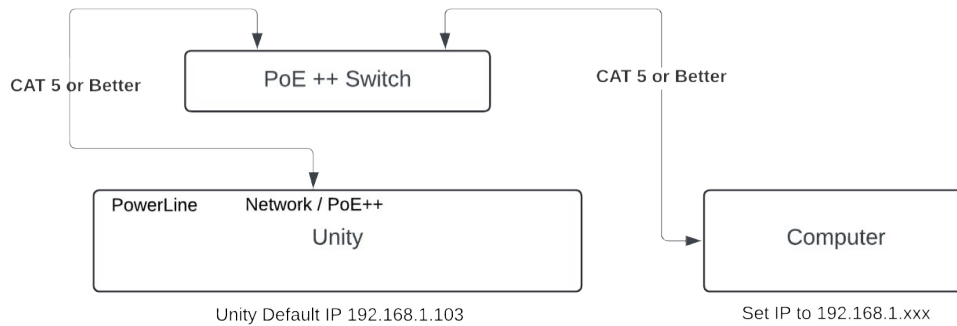 PoE ++ Switch
CAT 5 or Better
CAT 5 or Better
PowerLine
Network / PoE++
Unity
Computer
Unity Default IP 192.168.1.103
Set IP to 192.168.1.xxx